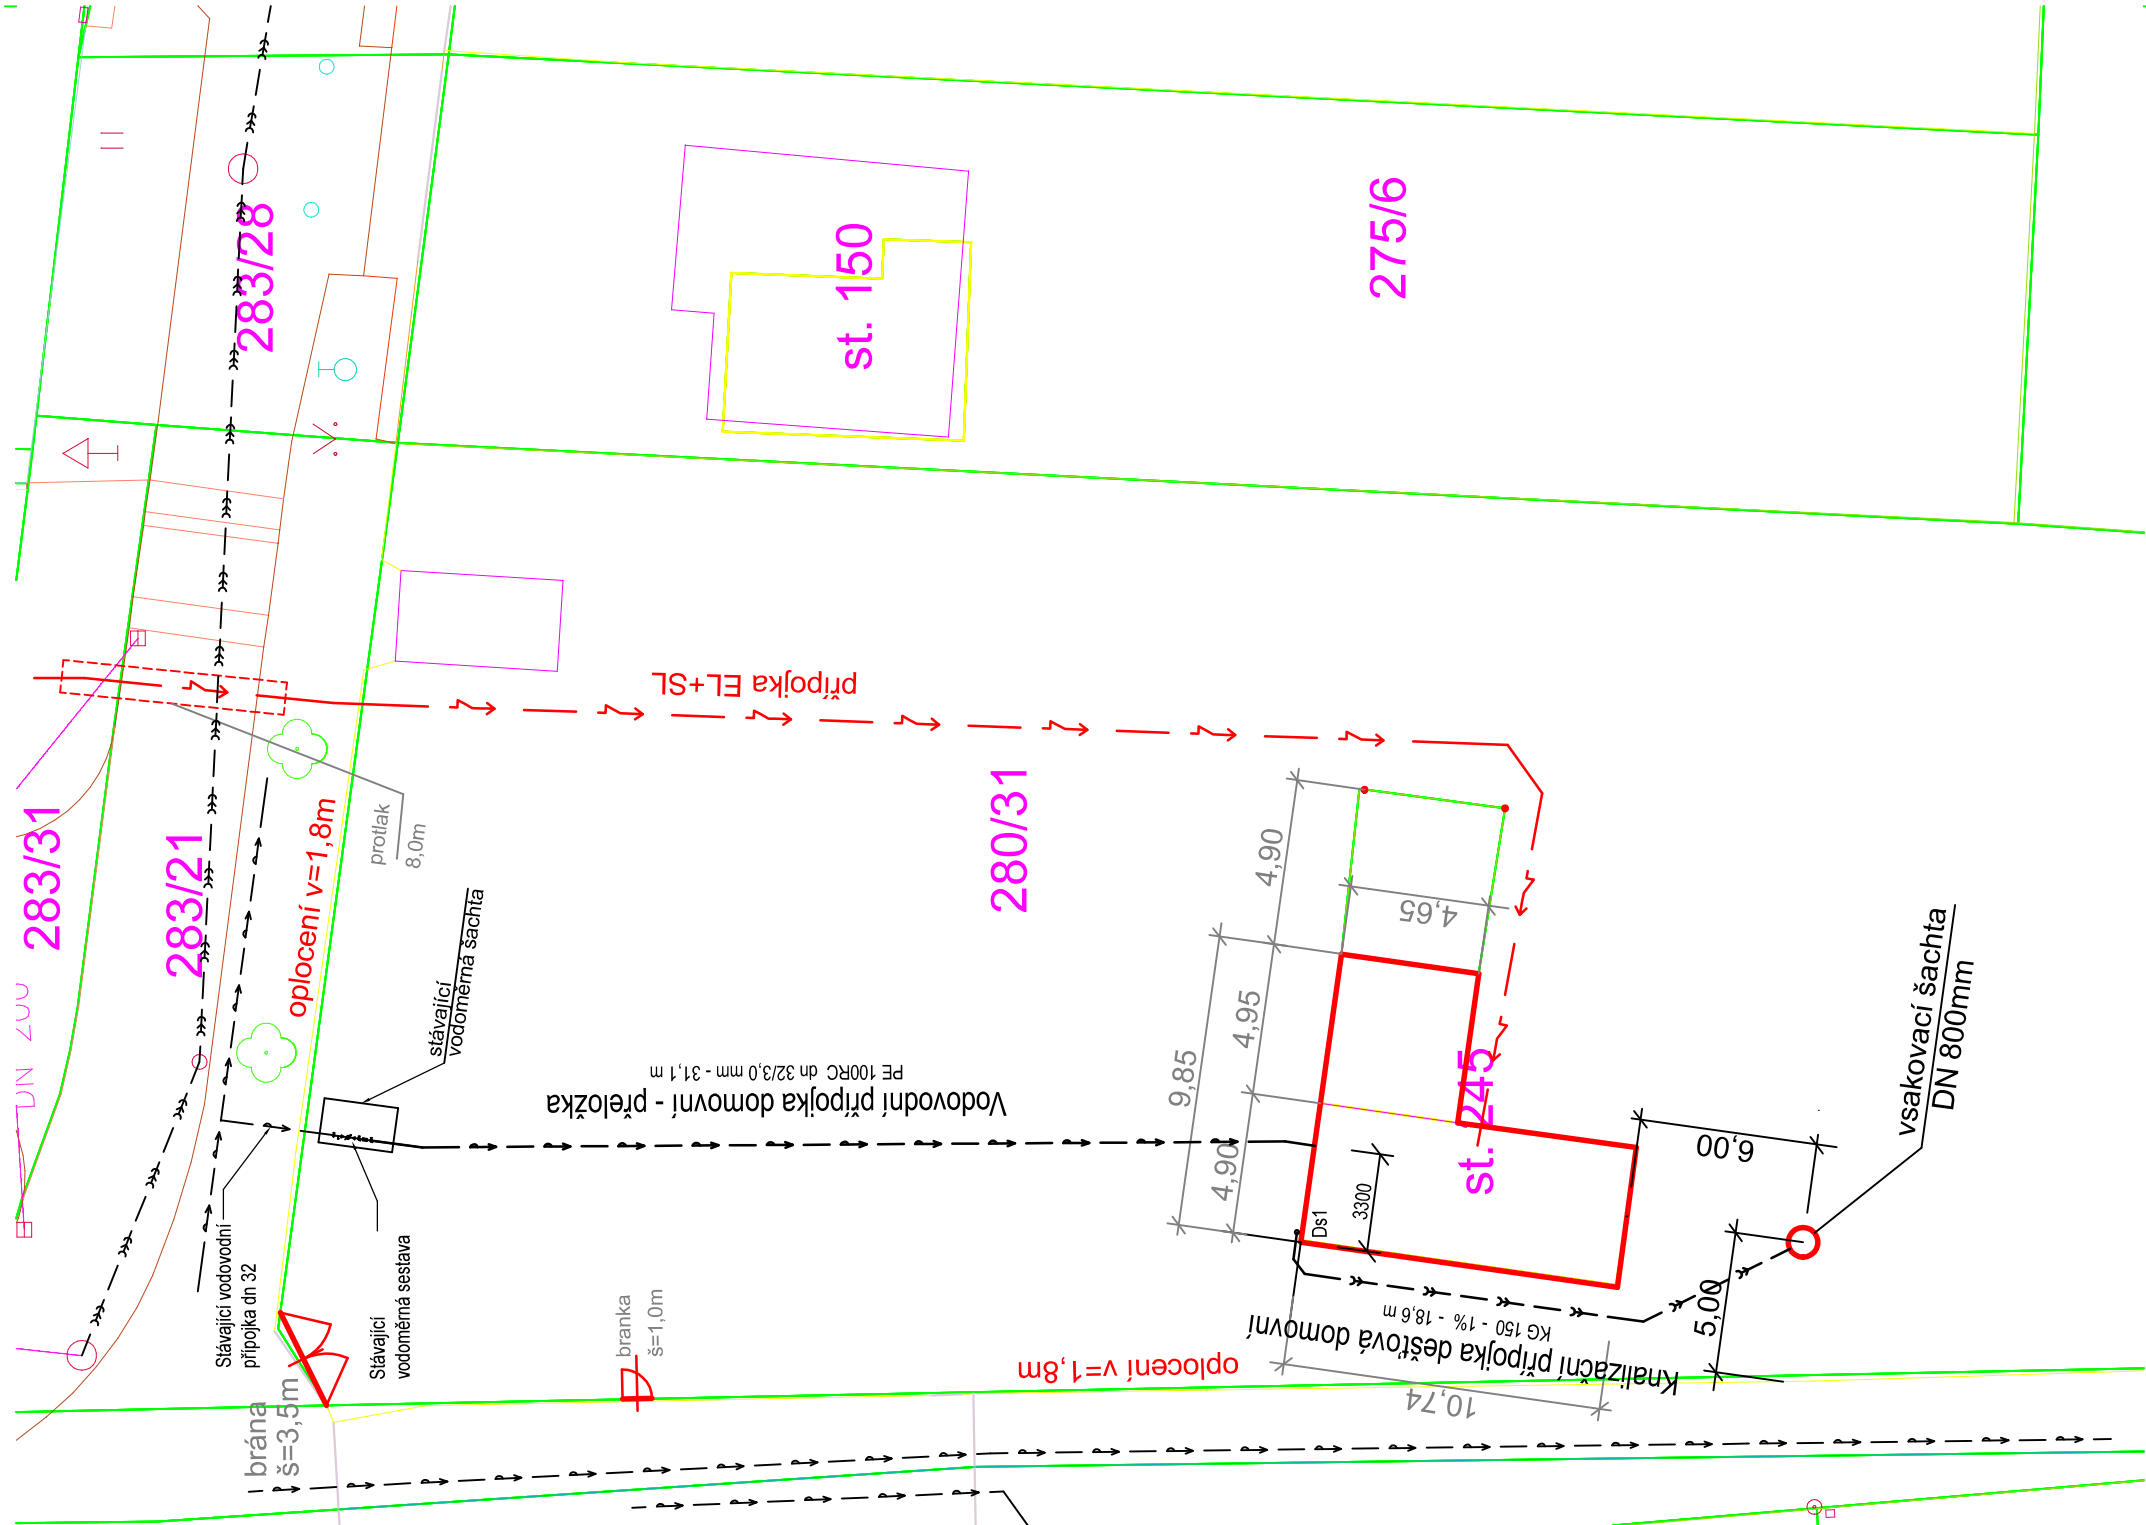 283/28
st. 150
275/6
283/31
283/21
280/31
st. 245
DN 200
přípojka EL+SL
protlak
8,0m
oplocení v=1,8m
stávající
vodoměrná šachta
PE 100RC dn 32/3,0 mm - 31,1 m
Vodovodní přípojka domovní - přeložka
Stávající vodovodní
přípojka dn 32
Stávající
vodoměrná sestava
brána
š=3,5m
branka
š=1,0m
oplocení v=1,8m
4,90
4,65
4,95
9,85
4,90
Ds1
3300
6,00
5,00
10,74
KG 150 - 1% - 18,6 m
Knalizační přípojka dešťová domovní
vsakovací šachta
DN 800mm